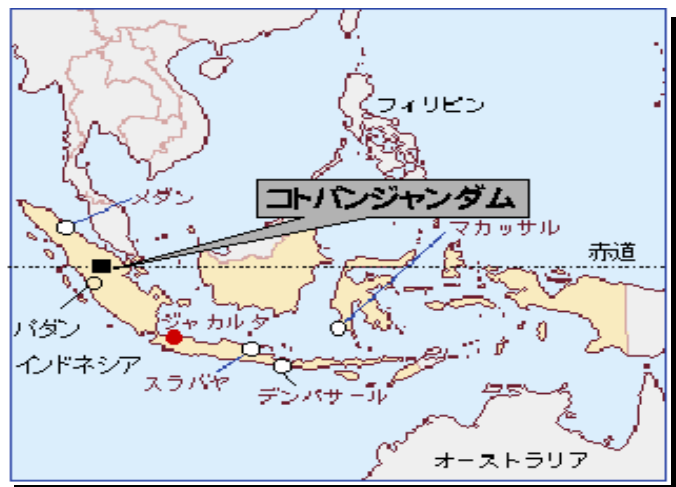 フィリピン
メダン
コトパンジャンダム
マカッサル
赤道
パダン
ジャカルタ
インドネシア
スラバヤ
デンパサール
オーストラリア